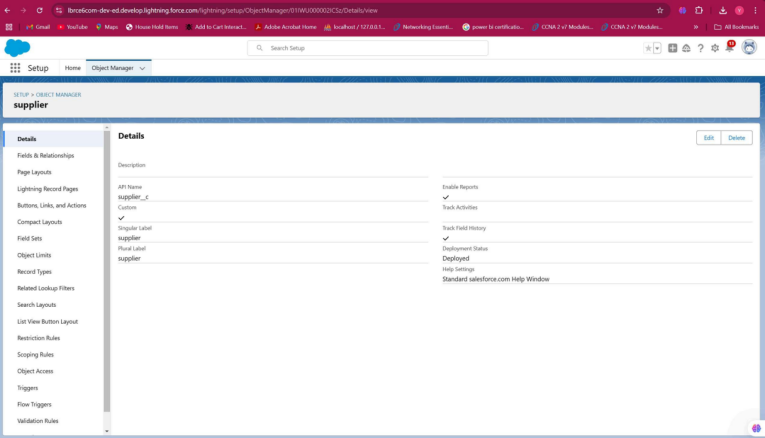 lbrce6com-dev-ed.develop.lightning.force.com/lightning/setup/ObjectManager/01IWU000002ICSz/Details/view
Gmail YouTube Maps House Hold Items Add to Cart Interact... Adobe Acrobat Home localhost / 127.0.0.1... Networking Essenti... power bi certificatio... CCNA 2 v7 Modules... CCNA 2 v7 Modules... » All Bookmarks
Search Setup
Setup Home Object Manager
SETUP > OBJECT MANAGER
supplier
Details
Fields & Relationships
Page Layouts
Lightning Record Pages
Buttons, Links, and Actions
Compact Layouts
Field Sets
Object Limits
Record Types
Related Lookup Filters
Search Layouts
List View Button Layout
Restriction Rules
Scoping Rules
Object Access
Triggers
Flow Triggers
Validation Rules
Details
Edit Delete
Description
API Name
supplier__c
Custom
Singular Label
supplier
Plural Label
supplier
Enable Reports
Track Activities
Track Field History
Deployment Status
Deployed
Help Settings
Standard salesforce.com Help Window